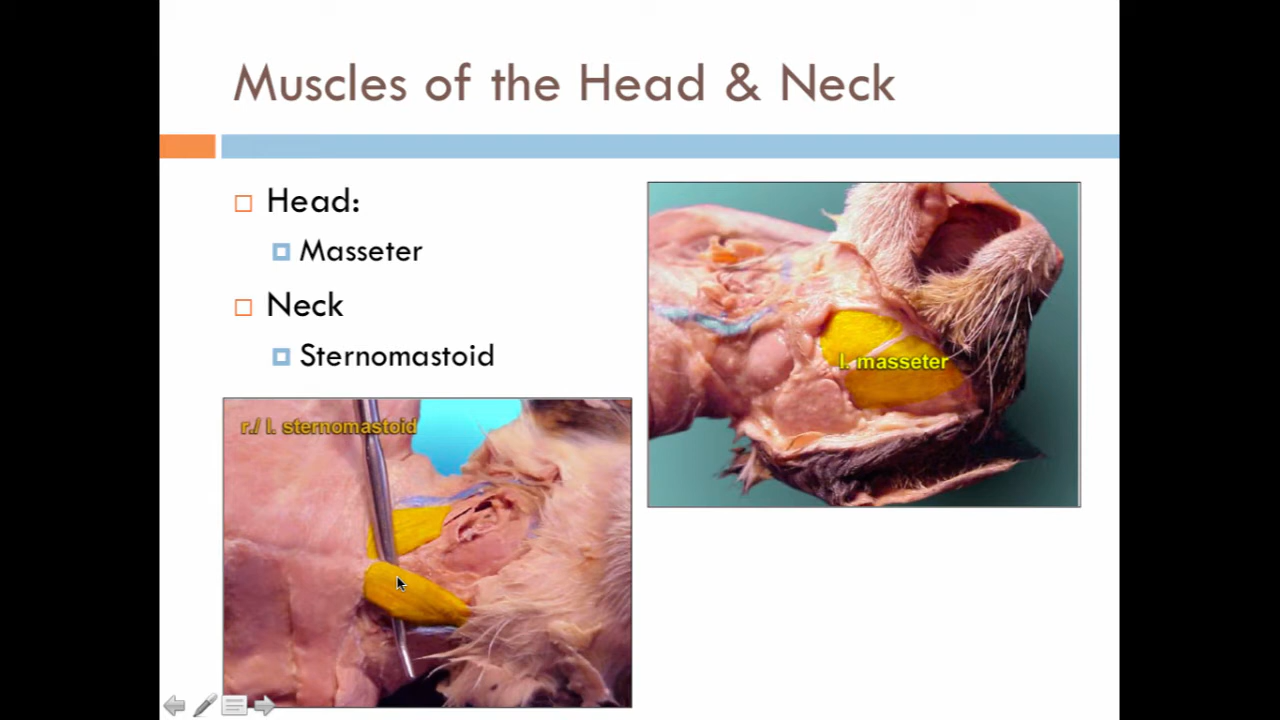 Muscles of the Head & Neck
Head:
Masseter
Neck
Sternomastoid
r./ l. sternomastoid
l. masseter